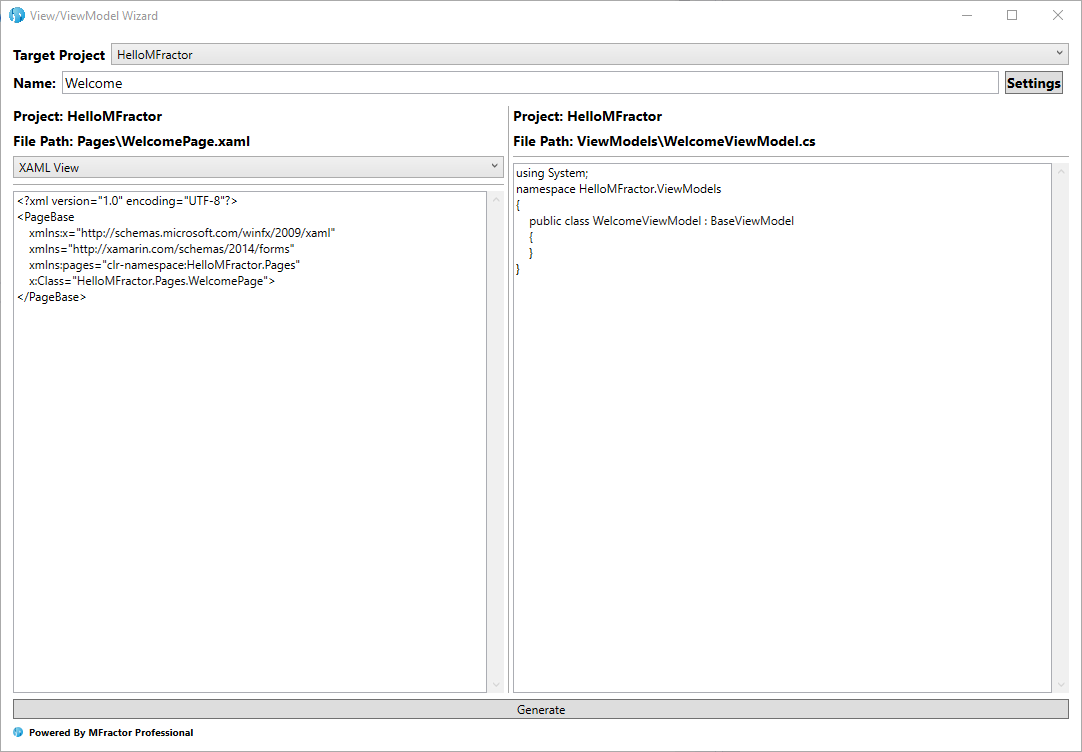 View/ViewModel Wizard
Target Project HelloMFractor
Name: Welcome Settings
Project: HelloMFractor
File Path: Pages\WelcomePage.xaml
XAML View
<?xml version="1.0" encoding="UTF-8"?>
<PageBase
    xmlns:x="http://schemas.microsoft.com/winfx/2009/xaml"
    xmlns="http://xamarin.com/schemas/2014/forms"
    xmlns:pages="clr-namespace:HelloMFractor.Pages"
    x:Class="HelloMFractor.Pages.WelcomePage">
</PageBase>
Project: HelloMFractor
File Path: ViewModels\WelcomeViewModel.cs
using System;
namespace HelloMFractor.ViewModels
{
    public class WelcomeViewModel : BaseViewModel
    {
    }
}
Generate
Powered By MFractor Professional